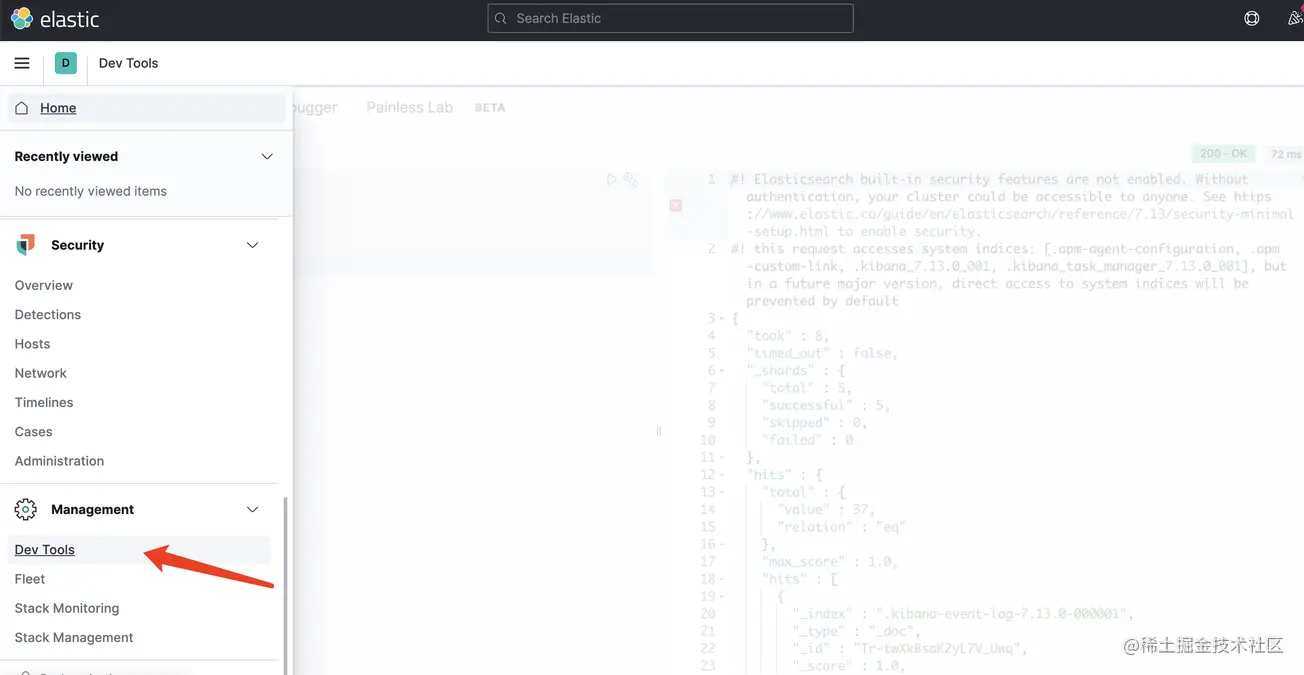 elastic
Search Elastic
D
Dev Tools
Home
bugger
Painless Lab
BETA
Recently viewed
No recently viewed items
Security
Overview
Detections
Hosts
Network
Timelines
Cases
Administration
Management
Dev Tools
Fleet
Stack Monitoring
Stack Management
200 - OK
72 ms
1 #! Elasticsearch built-in security features are not enabled. Without
authentication, your cluster could be accessible to anyone. See https
://www.elastic.co/guide/en/elasticsearch/reference/7.13/security-minimal
-setup.html to enable security.
2 #! this request accesses system indices: [.apm-agent-configuration, .apm
-custom-link, .kibana_7.13.0_001, .kibana_task_manager_7.13.0_001], but
in a future major version, direct access to system indices will be
prevented by default
3 {
4 "took" : 8,
5 "timed_out" : false,
6 "_shards" : {
7 "total" : 5,
8 "successful" : 5,
9 "skipped" : 0,
10 "failed" : 0
11 },
12 "hits" : {
13 "total" : {
14 "value" : 37,
15 "relation" : "eq"
16 },
17 "max_score" : 1.0,
18 "hits" : [
19 {
20 "_index" : ".kibana-event-log-7.13.0-000001",
21 "_type" : "_doc",
22 "_id" : "Tr-twXkBsaK2yL7V_Uwq",
23 "_score" : 1.0,
@稀土掘金技术社区